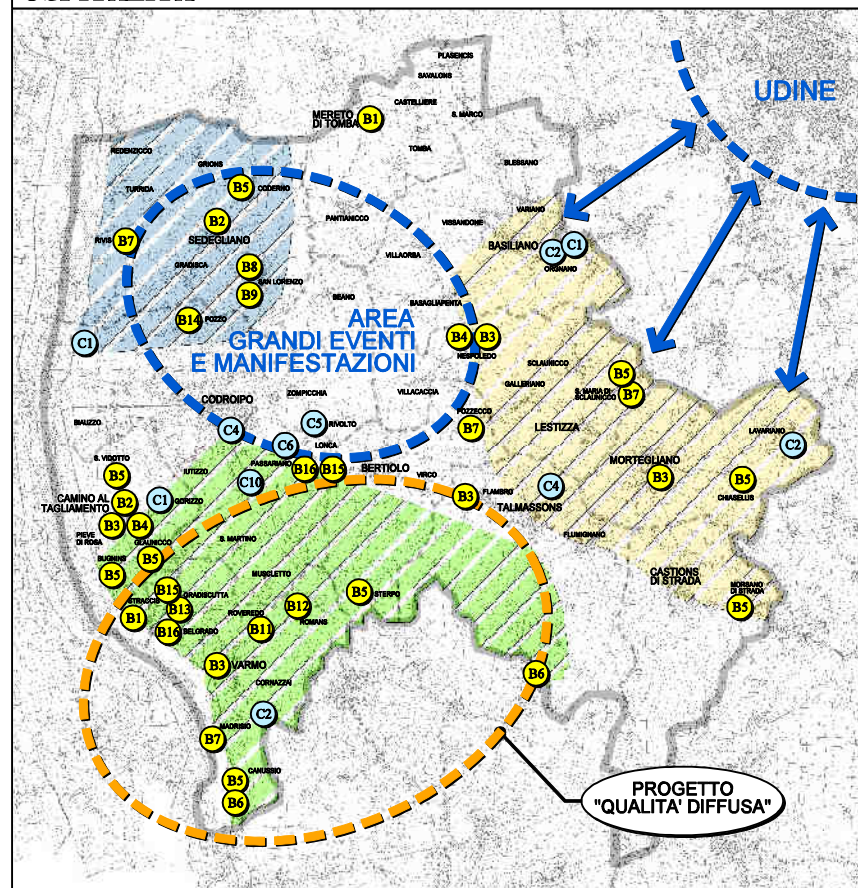 PLASENCIS
SAVALONS
CASTELLIERE
MERETO
DI TOMBA
B1
S. MARCO
UDINE
TOMBA
REDENZICCO
GRIONS
BLESSANO
TURRIDA
B5
CODERNO
B2
SEDEGLIANO
PANTIANICCO
VISSANDONE
VARIANO
RIVIS
B7
BASILIANO
C2
C1
ORGNANO
VILLAORBA
GRADISCA
B8
SAN LORENZO
B9
BEANO
BASAGLIAPENTA
B14
POZZO
AREA
GRANDI EVENTI
E MANIFESTAZIONI
C1
B4
B3
NESPOLEDO
SCLAUNICCO
GALLERIANO
B5
S. MARIA DI
SCLAUNICCO
B7
ZOMPICCHIA
VILLACACCIA
CODROIPO
C4
C5
RIVOLTO
POZZECCO
B7
LESTIZZA
BIAUZZO
C6
LONCA
LAVARIANO
C2
S. VIDOTTO
B5
IUTIZZO
PASSARIANO
B16
B15
BERTIOLO
VIRCO
MORTEGLIANO
B3
B5
CHIASELLIS
C10
C4
TALMASSONS
CAMINO AL
TAGLIAMENTO
B2
C1
GORIZZO
B3
FLAMBRO
B3
B4
PIEVE
DI ROSA
GLAUNICCO
B5
S. MARTINO
FLUMIGNANO
BUGNINS
B5
MUSCLETTO
CASTIONS
DI STRADA
MORSANO
DI STRADA
B5
B15
GRADISCUTTA
STRACCIS
B13
B1
B16
BELGRADO
ROVEREDO
B11
B12
ROMANS
B5
STERPO
B3
VARMO
B6
CORNAZZAI
C2
MADRISIO
B7
CANUSSIO
B5
B6
PROGETTO
"QUALITA' DIFFUSA"